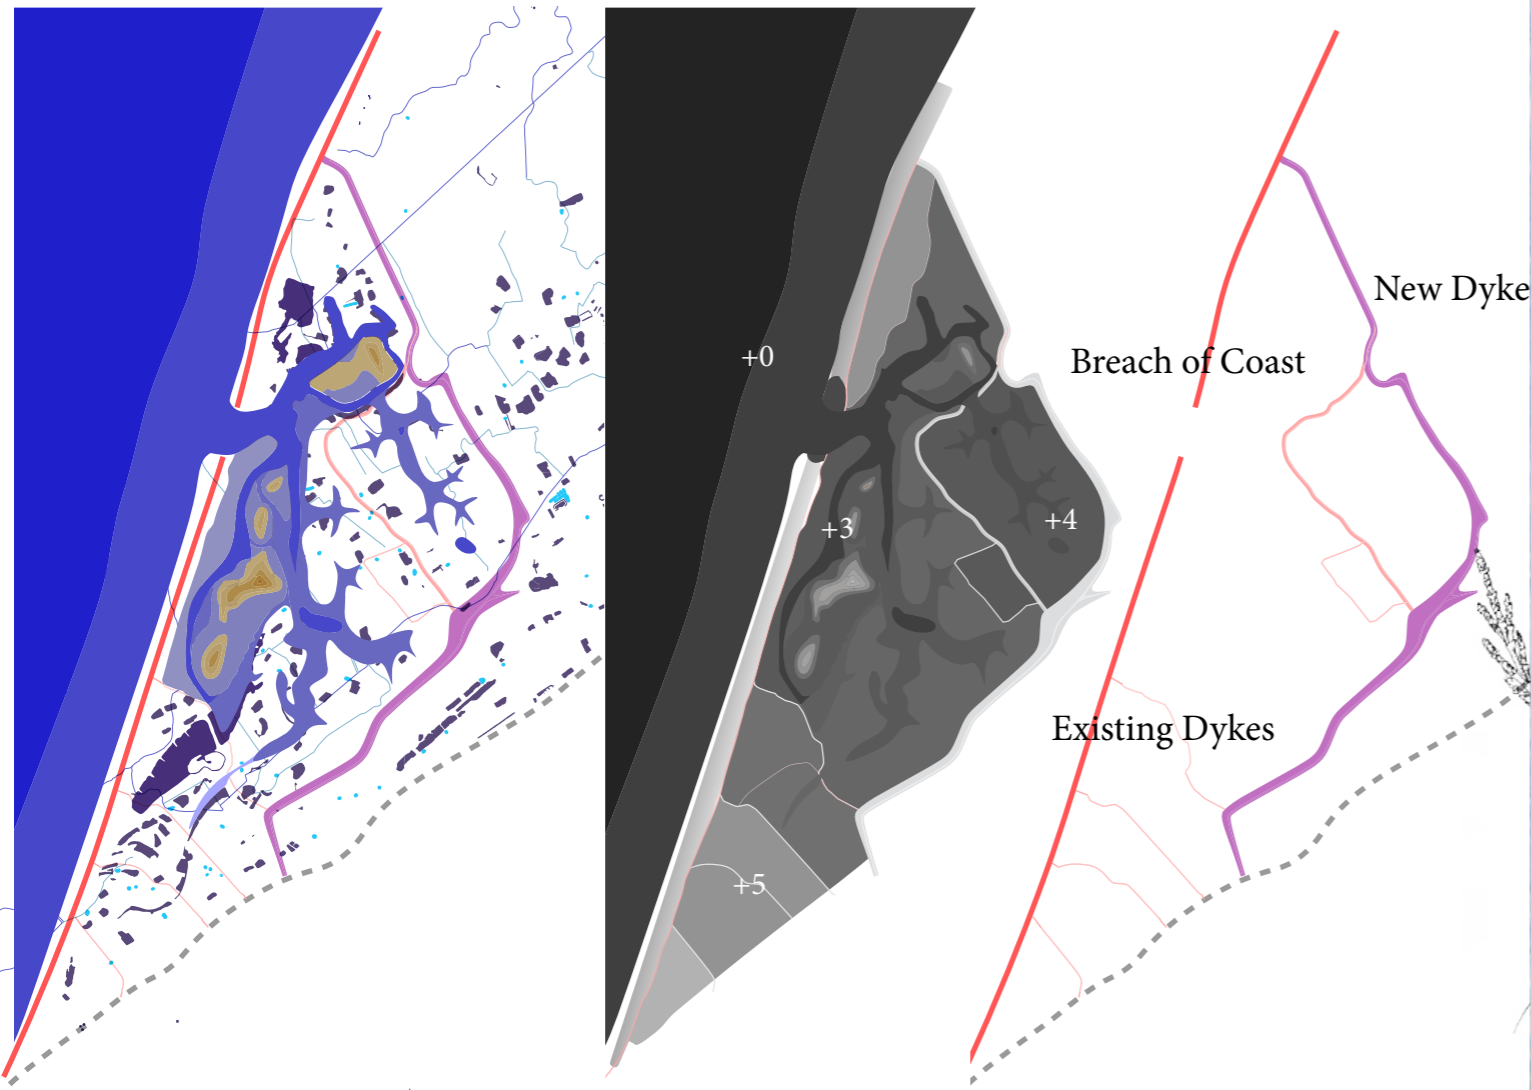 New Dyke
+0
Breach of Coast
+3
+4
Existing Dykes
+5